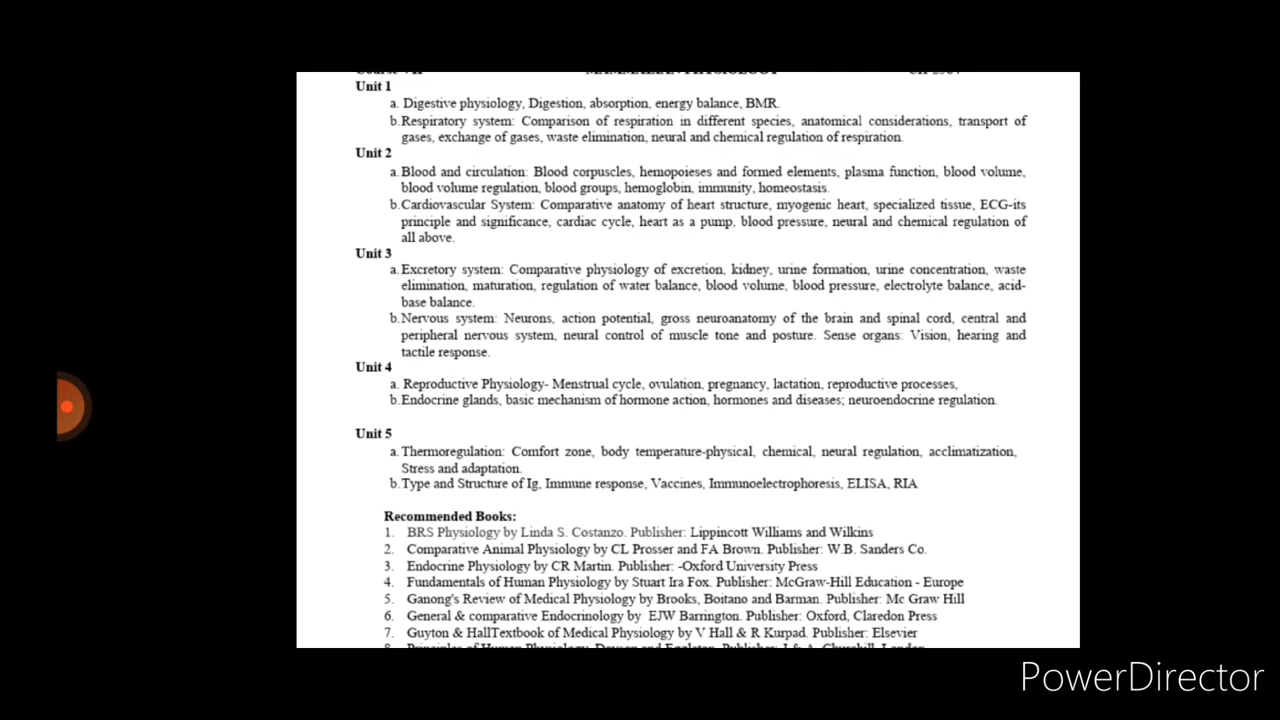 Unit 1
a. Digestive physiology, Digestion, absorption, energy balance, BMR.
b. Respiratory system: Comparison of respiration in different species, anatomical considerations, transport of
gases, exchange of gases, waste elimination, neural and chemical regulation of respiration.
Unit 2
a. Blood and circulation: Blood corpuscles, hemopoieses and formed elements, plasma function, blood volume,
blood volume regulation, blood groups, hemoglobin, immunity, homeostasis.
b. Cardiovascular System: Comparative anatomy of heart structure, myogenic heart, specialized tissue, ECG-its
principle and significance, cardiac cycle, heart as a pump, blood pressure, neural and chemical regulation of
all above.
Unit 3
a. Excretory system: Comparative physiology of excretion, kidney, urine formation, urine concentration, waste
elimination, maturation, regulation of water balance, blood volume, blood pressure, electrolyte balance, acid-
base balance.
b. Nervous system: Neurons, action potential, gross neuroanatomy of the brain and spinal cord, central and
peripheral nervous system, neural control of muscle tone and posture. Sense organs: Vision, hearing and
tactile response.
Unit 4
a. Reproductive Physiology- Menstrual cycle, ovulation, pregnancy, lactation, reproductive processes,
b. Endocrine glands, basic mechanism of hormone action, hormones and diseases; neuroendocrine regulation.
Unit 5
a. Thermoregulation: Comfort zone, body temperature-physical, chemical, neural regulation, acclimatization,
Stress and adaptation.
b. Type and Structure of Ig, Immune response, Vaccines, Immunoelectrophoresis, ELISA, RIA
Recommended Books:
1. BRS Physiology by Linda S. Costanzo. Publisher: Lippincott Williams and Wilkins
2. Comparative Animal Physiology by CL Prosser and FA Brown. Publisher: W.B. Sanders Co.
3. Endocrine Physiology by CR Martin. Publisher: -Oxford University Press
4. Fundamentals of Human Physiology by Stuart Ira Fox. Publisher: McGraw-Hill Education - Europe
5. Ganong's Review of Medical Physiology by Brooks, Boitano and Barman. Publisher: Mc Graw Hill
6. General & comparative Endocrinology by EJW Barrington. Publisher: Oxford, Claredon Press
7. Guyton & HallTextbook of Medical Physiology by V Hall & R Kurpad. Publisher: Elsevier
PowerDirector